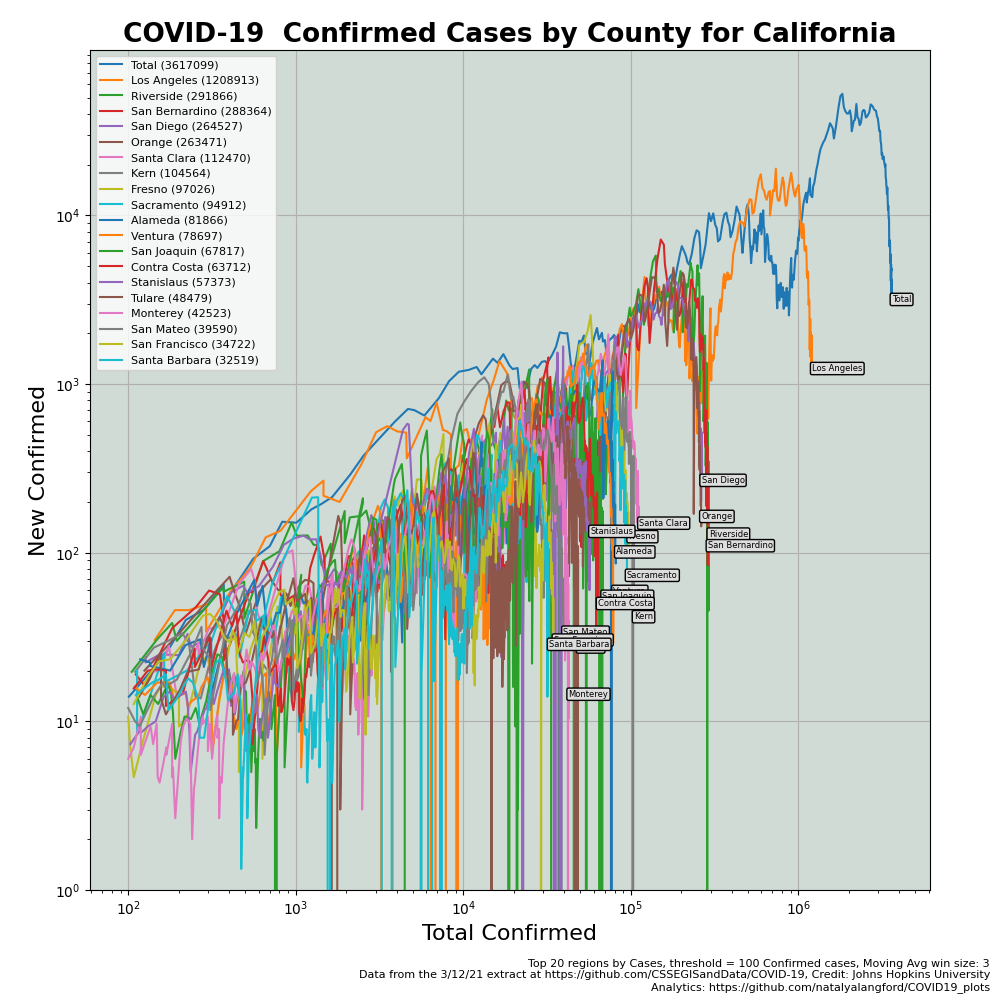 COVID-19  Confirmed Cases by County for California
Total (3617099)
Los Angeles (1208913)
Riverside (291866)
San Bernardino (288364)
San Diego (264527)
Orange (263471)
Santa Clara (112470)
Kern (104564)
Fresno (97026)
Sacramento (94912)
Alameda (81866)
Ventura (78697)
San Joaquin (67817)
Contra Costa (63712)
Stanislaus (57373)
Tulare (48479)
Monterey (42523)
San Mateo (39590)
San Francisco (34722)
Santa Barbara (32519)
New Confirmed
10⁴
10³
10²
10¹
10⁰
Total
Los Angeles
San Diego
Orange
Santa Clara
Stanislaus
Riverside
San Bernardino
Alameda
Sacramento
San Joaquin
Contra Costa
Kern
San Mateo
Santa Barbara
Monterey
10² 10³ 10⁴ 10⁵ 10⁶
Total Confirmed
Top 20 regions by Cases, threshold = 100 Confirmed cases, Moving Avg win size: 3
Data from the 3/12/21 extract at https://github.com/CSSEGISandData/COVID-19, Credit: Johns Hopkins University
Analytics: https://github.com/natalyalangford/COVID19_plots